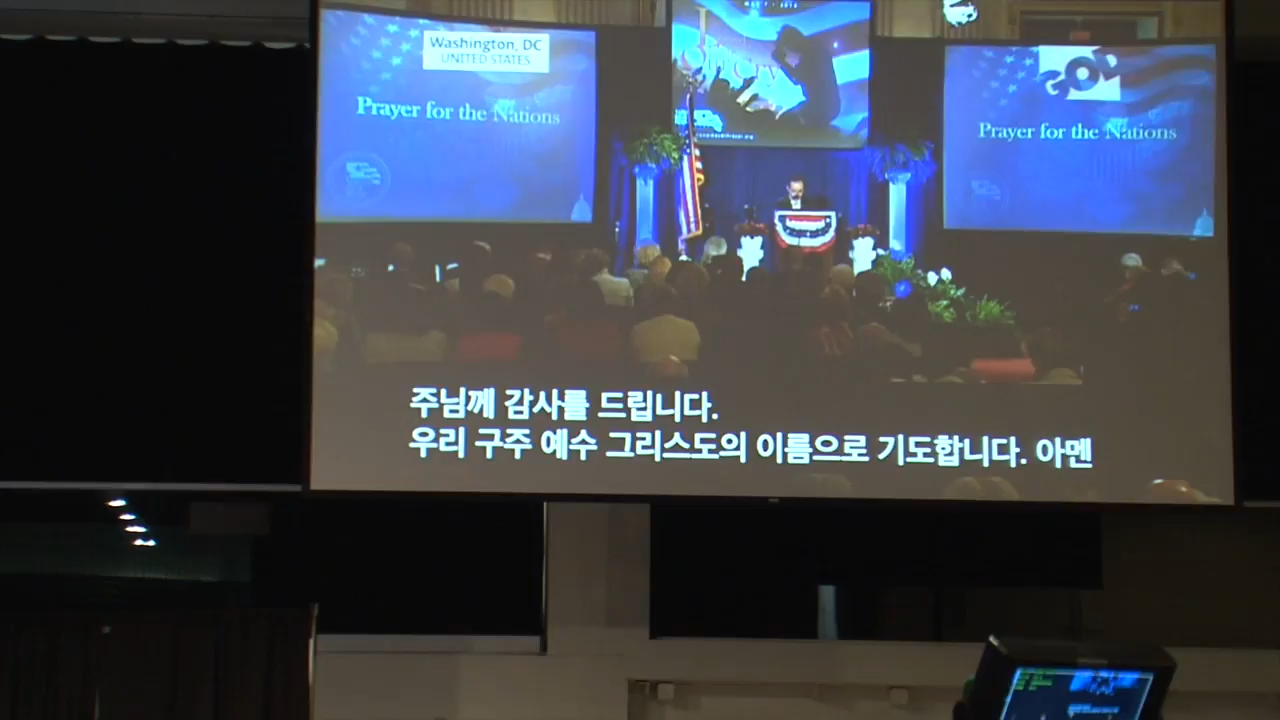 Washington, DC
UNITED STATES
Prayer for the Nations
GOD
Prayer for the Nations
주님께 감사를 드립니다.
우리 구주 예수 그리스도의 이름으로 기도합니다. 아멘